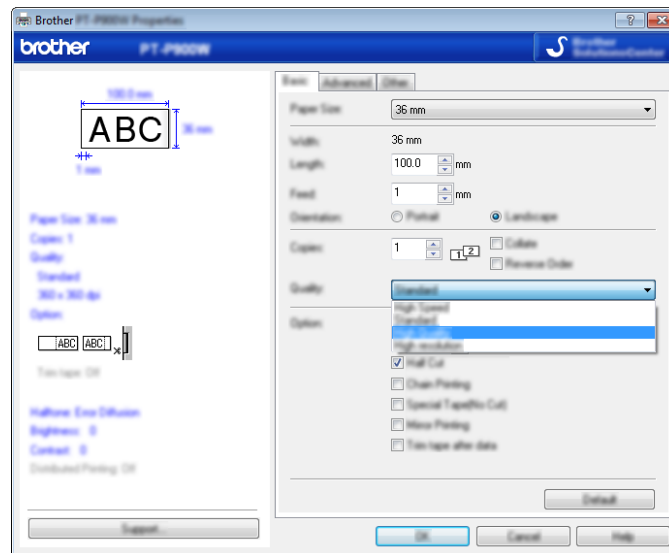 Brother PT-P900W Properties
brother PT-P900W
Brother SolutionsCenter
100.0 mm
ABC 36 mm
1 mm
Paper Size: 36 mm
Copies: 1
Quality:
Standard
360 x 360 dpi
Option:
ABC ABC
Trim tape: Off
Halftone: Error Diffusion
Brightness: 0
Contrast: 0
Distributed Printing: Off
Support...
Basic Advanced Other
Paper Size: 36 mm
Width: 36 mm
Length: 100.0 mm
Feed: 1 mm
Orientation: Portrait Landscape
Copies: 1 1 2 Collate
Reverse Order
Quality: Standard
High Speed
Standard
High Quality
High resolution
Option:
Half Cut
Chain Printing
Special Tape(No Cut)
Mirror Printing
Trim tape after data
Default
OK Cancel Help